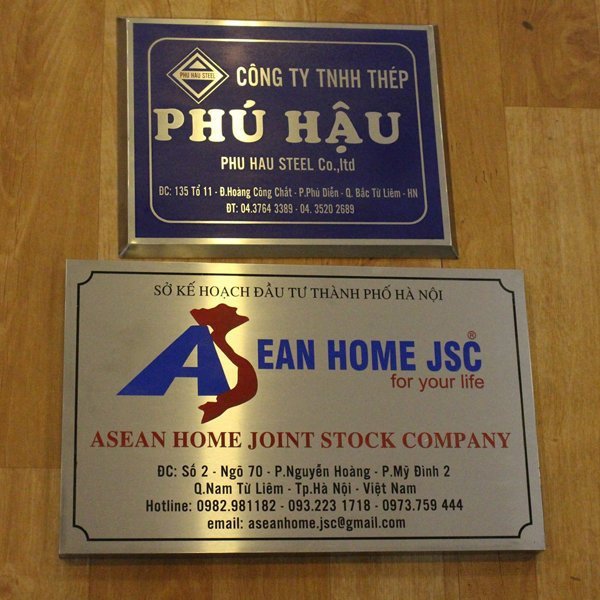 PHU HAU STEEL
CÔNG TY TNHH THÉP
PHÚ HẬU
PHU HAU STEEL Co.,ltd
ĐC: 135 Tổ 11 - Đ.Hoàng Công Chất - P.Phú Diễn - Q. Bắc Từ Liêm - HN
ĐT: 04.3764 3389 - 04. 3520 2689
SỞ KẾ HOẠCH ĐẦU TƯ THÀNH PHỐ HÀ NỘI
ASEAN HOME JSC®
for your life
ASEAN HOME JOINT STOCK COMPANY
ĐC: Số 2 - Ngõ 70 - P.Nguyễn Hoàng - P.Mỹ Đình 2
Q.Nam Từ Liêm - Tp.Hà Nội - Việt Nam
Hotline: 0982.981182 - 093.223 1718 - 0973.759 444
email: aseanhome.jsc@gmail.com